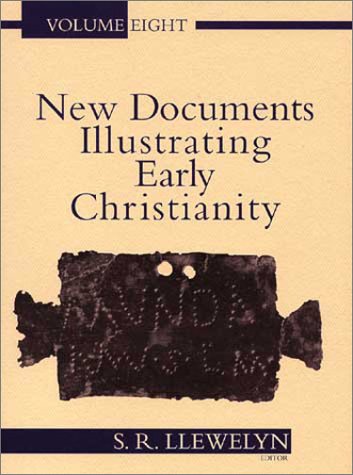 VOLUME EIGHT
New Documents
Illustrating
Early
Christianity
S. R. LLEWELYN
EDITOR